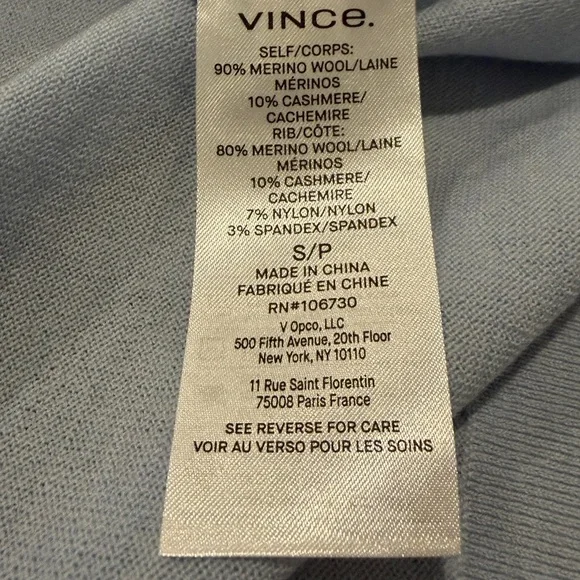 VINCE.
SELF/CORPS:
90% MERINO WOOL/LAINE
MÉRINOS
10% CASHMERE/
CACHEMIRE
RIB/CÔTE:
80% MERINO WOOL/LAINE
MÉRINOS
10% CASHMERE/
CACHEMIRE
7% NYLON/NYLON
3% SPANDEX/SPANDEX
S/P
MADE IN CHINA
FABRIQUÉ EN CHINE
RN#106730
V Opco, LLC
500 Fifth Avenue, 20th Floor
New York, NY 10110
11 Rue Saint Florentin
75008 Paris France
SEE REVERSE FOR CARE
VOIR AU VERSO POUR LES SOINS